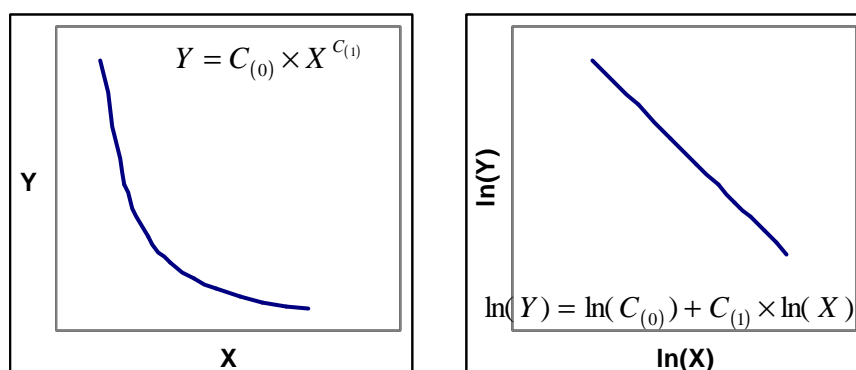 Y = C₍₀₎ × X^C₍₁₎
Y
X
ln(Y)
ln( Y ) = ln( C₍₀₎ ) + C₍₁₎ × ln( X )
ln(X)